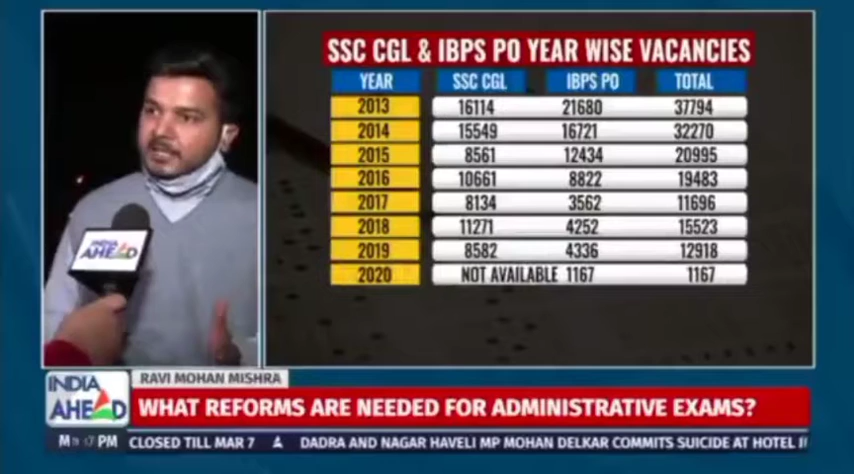 SSC CGL & IBPS PO YEAR WISE VACANCIES
YEAR SSC CGL IBPS PO TOTAL
2013 16114 21680 37794
2014 15549 16721 32270
2015 8561 12434 20995
2016 10661 8822 19483
2017 8134 3562 11696
2018 11271 4252 15523
2019 8582 4336 12918
2020 NOT AVAILABLE 1167 1167
INDIA
AHEAD
RAVI MOHAN MISHRA
INDIA
AHEAD
WHAT REFORMS ARE NEEDED FOR ADMINISTRATIVE EXAMS?
PM CLOSED TILL MAR 7 DADRA AND NAGAR HAVELI MP MOHAN DELKAR COMMITS SUICIDE AT HOTEL